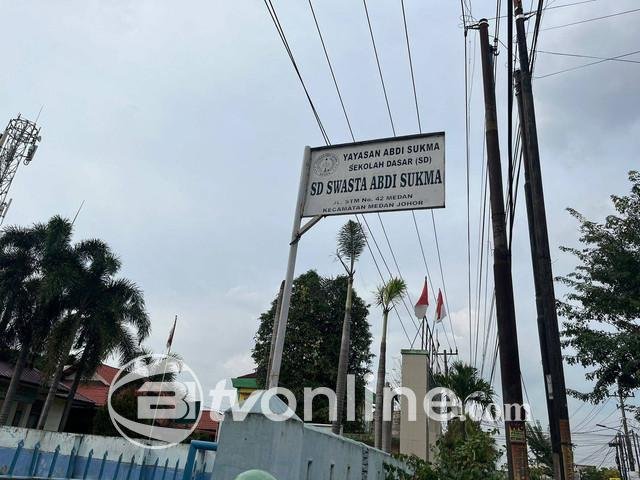 YAYASAN ABDI SUKMA
SEKOLAH DASAR (SD)
SD SWASTA ABDI SUKMA
JL. STM No. 42 MEDAN
KECAMATAN MEDAN JOHOR
Bitvonline.com